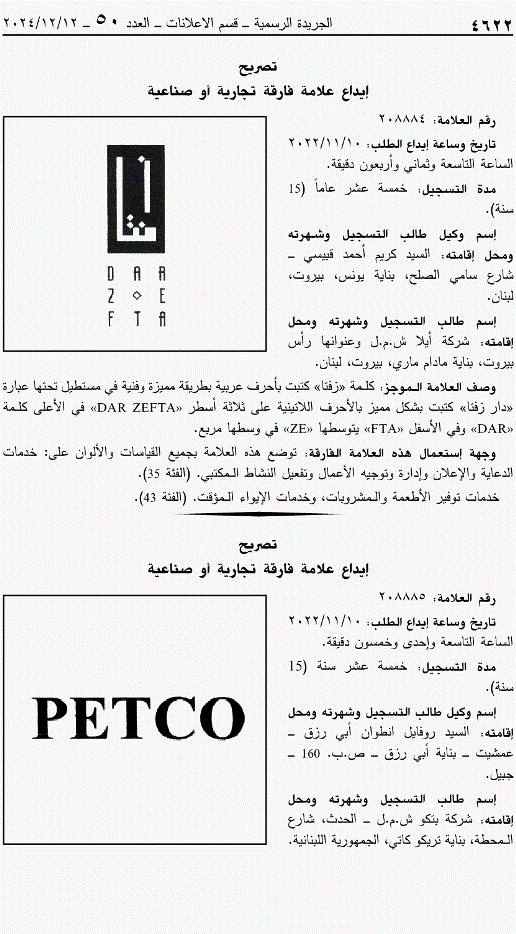 ٤٦٢٢ الجريدة الرسمية ــ قسم الاعلانات ــ العدد ٥٠ ــ ٢٠٢٤/١٢/١٢
تصريح
إيداع علامة فارقة تجارية أو صناعية
رقم العلامة: ٢٠٨٨٨٤
تاريخ وساعة إيداع الطلب: ٢٠٢٢/١١/١٠
الساعة التاسعة وثماني وأربعون دقيقة.
مدة التسجيل: خمسة عشر عاماً (15
سنة).
إسم وكيل طالب التسجيل وشهرته
ومحل إقامته: السيد كريم أحمد قبيسي ــ
شارع سامي الصلح، بناية يونس، بيروت،
لبنان.
إسم طالب التسجيل وشهرته ومحل
إقامته: شركة أيلا ش.م.ل وعنوانها رأس
بيروت، بناية مادام ماري، بيروت، لبنان.
زفتا
D A R
Z ◇ E
F T A
وصف العلامة الموجز: كلمة «زفتا» كتبت بأحرف عربية بطريقة مميزة وفنية في مستطيل تحتها عبارة
«دار زفتا» كتبت بشكل مميز بالأحرف اللاتينية على ثلاثة أسطر «DAR ZEFTA» في الأعلى كلمة
«DAR» وفي الأسفل «FTA» يتوسطها «ZE» في وسطها مربع.
وجهة إستعمال هذه العلامة الفارقة: توضع هذه العلامة بجميع القياسات والألوان على: خدمات
الدعاية والإعلان وإدارة وتوجيه الأعمال وتفعيل النشاط المكتبي. (الفئة 35).
خدمات توفير الأطعمة والمشروبات، وخدمات الإيواء المؤقت. (الفئة 43).
تصريح
إيداع علامة فارقة تجارية أو صناعية
رقم العلامة: ٢٠٨٨٨٥
تاريخ وساعة إيداع الطلب: ٢٠٢٢/١١/١٠
الساعة التاسعة وإحدى وخمسون دقيقة.
مدة التسجيل: خمسة عشر سنة (15
سنة).
إسم وكيل طالب التسجيل وشهرته ومحل
إقامته: السيد روفايل انطوان أبي رزق ــ
عمشيت ــ بناية أبي رزق ــ ص.ب. 160 ــ
جبيل.
إسم طالب التسجيل وشهرته ومحل
إقامته: شركة بتكو ش.م.ل ــ الحدث، شارع
المحطة، بناية تريكو كاتي، الجمهورية اللبنانية.
PETCO